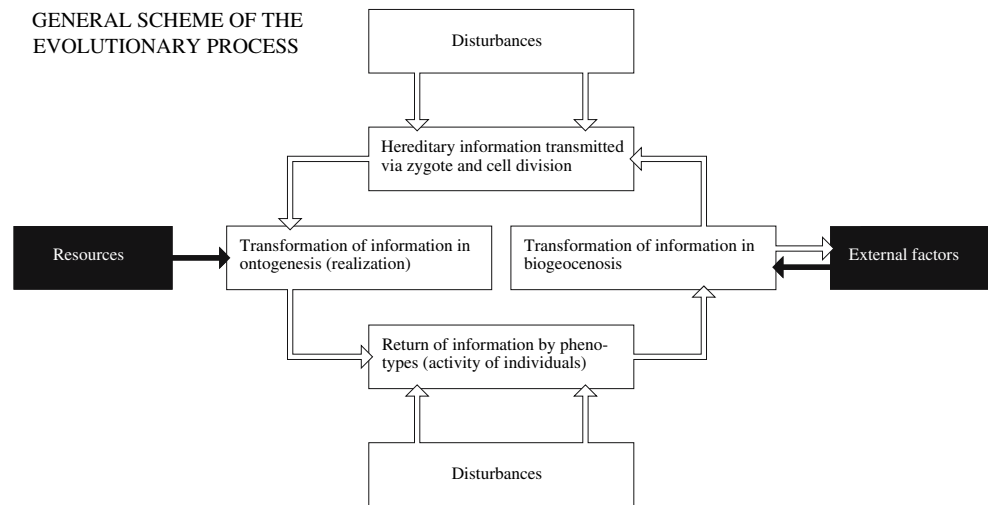 GENERAL SCHEME OF THE
EVOLUTIONARY PROCESS
Disturbances
Hereditary information transmitted
via zygote and cell division
Resources
Transformation of information in
ontogenesis (realization)
Transformation of information in
biogeocenosis
External factors
Return of information by pheno-
types (activity of individuals)
Disturbances